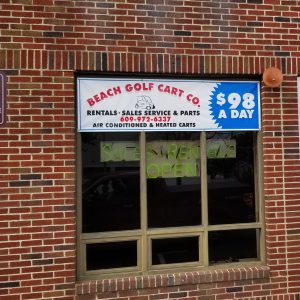 BEACH GOLF CART CO.
RENTALS · SALES SERVICE & PARTS
609-972-6337
AIR CONDITIONED & HEATED CARTS
$98
A DAY
OPEN